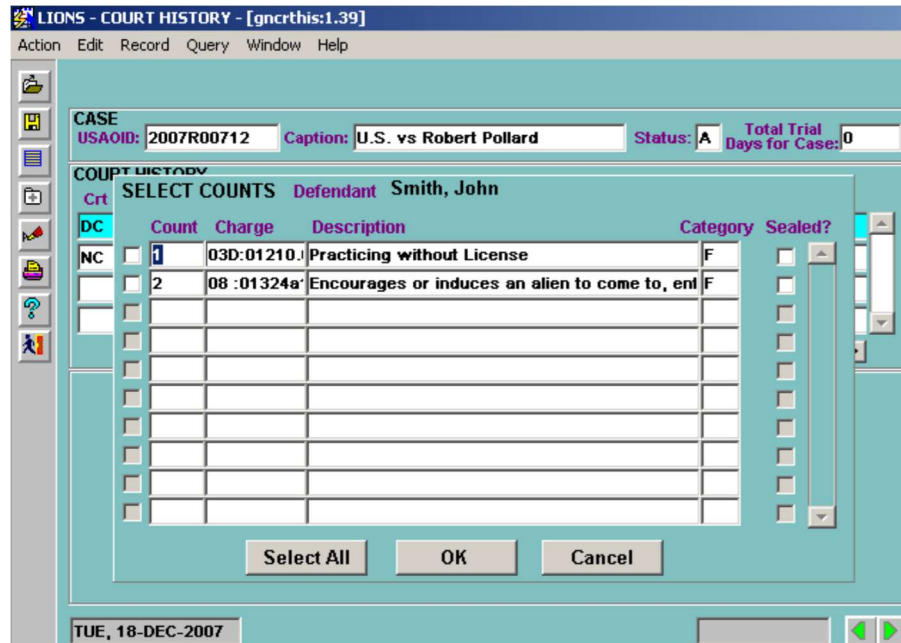 LIONS - COURT HISTORY - [gncrthis:1.39]
Action Edit Record Query Window Help
CASE
USAOID: 2007R00712 Caption: U.S. vs Robert Pollard Status: A Total Trial Days for Case: 0
COURT HISTORY
Crt
DC
NC
SELECT COUNTS Defendant Smith, John
Count Charge Description Category Sealed?
1 03D:01210. Practicing without License F
2 08 :01324a Encourages or induces an alien to come to, ent F
Select All OK Cancel
TUE, 18-DEC-2007